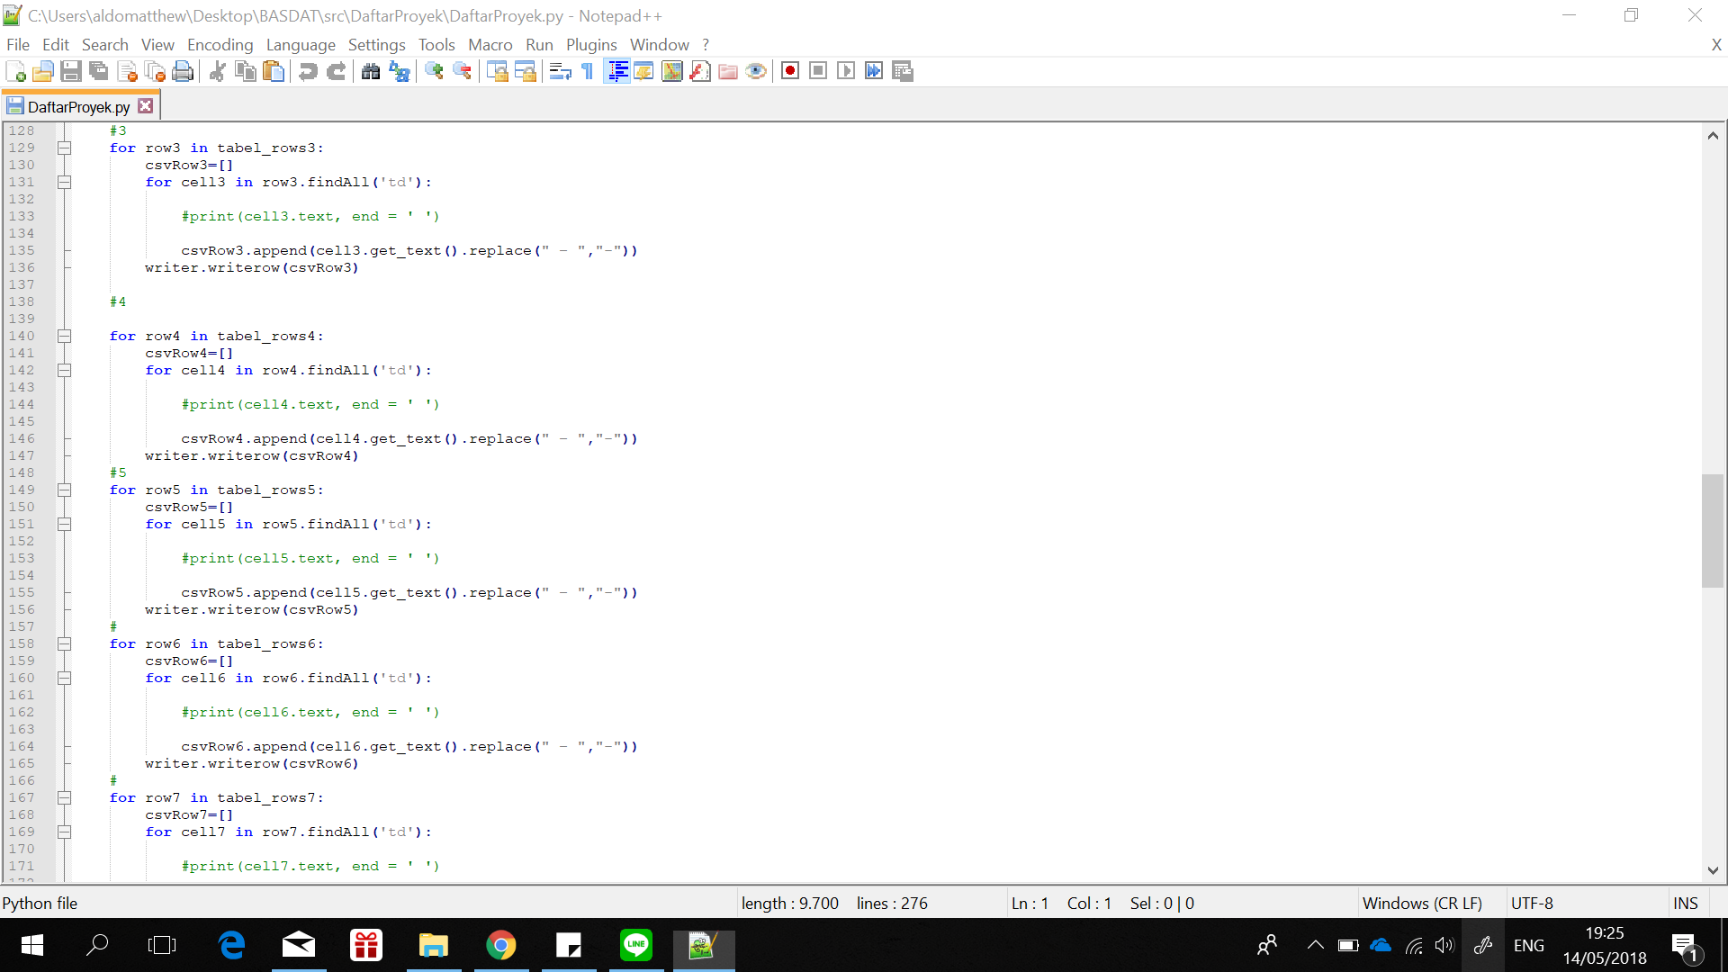 C:\Users\aldomatthew\Desktop\BASDAT\src\DaftarProyek\DaftarProyek.py - Notepad++
File Edit Search View Encoding Language Settings Tools Macro Run Plugins Window ? X
DaftarProyek.py
128 #3
129 for row3 in tabel_rows3:
130 csvRow3=[]
131 for cell3 in row3.findAll('td'):
132
133 #print(cell3.text, end = ' ')
134
135 csvRow3.append(cell3.get_text().replace(" - ","-"))
136 writer.writerow(csvRow3)
137
138 #4
139
140 for row4 in tabel_rows4:
141 csvRow4=[]
142 for cell4 in row4.findAll('td'):
143
144 #print(cell4.text, end = ' ')
145
146 csvRow4.append(cell4.get_text().replace(" - ","-"))
147 writer.writerow(csvRow4)
148 #5
149 for row5 in tabel_rows5:
150 csvRow5=[]
151 for cell5 in row5.findAll('td'):
152
153 #print(cell5.text, end = ' ')
154
155 csvRow5.append(cell5.get_text().replace(" - ","-"))
156 writer.writerow(csvRow5)
157 #
158 for row6 in tabel_rows6:
159 csvRow6=[]
160 for cell6 in row6.findAll('td'):
161
162 #print(cell6.text, end = ' ')
163
164 csvRow6.append(cell6.get_text().replace(" - ","-"))
165 writer.writerow(csvRow6)
166 #
167 for row7 in tabel_rows7:
168 csvRow7=[]
169 for cell7 in row7.findAll('td'):
170
171 #print(cell7.text, end = ' ')
Python file length : 9.700 lines : 276 Ln : 1 Col : 1 Sel : 0 | 0 Windows (CR LF) UTF-8 INS
LINE ENG 19:25
14/05/2018 1